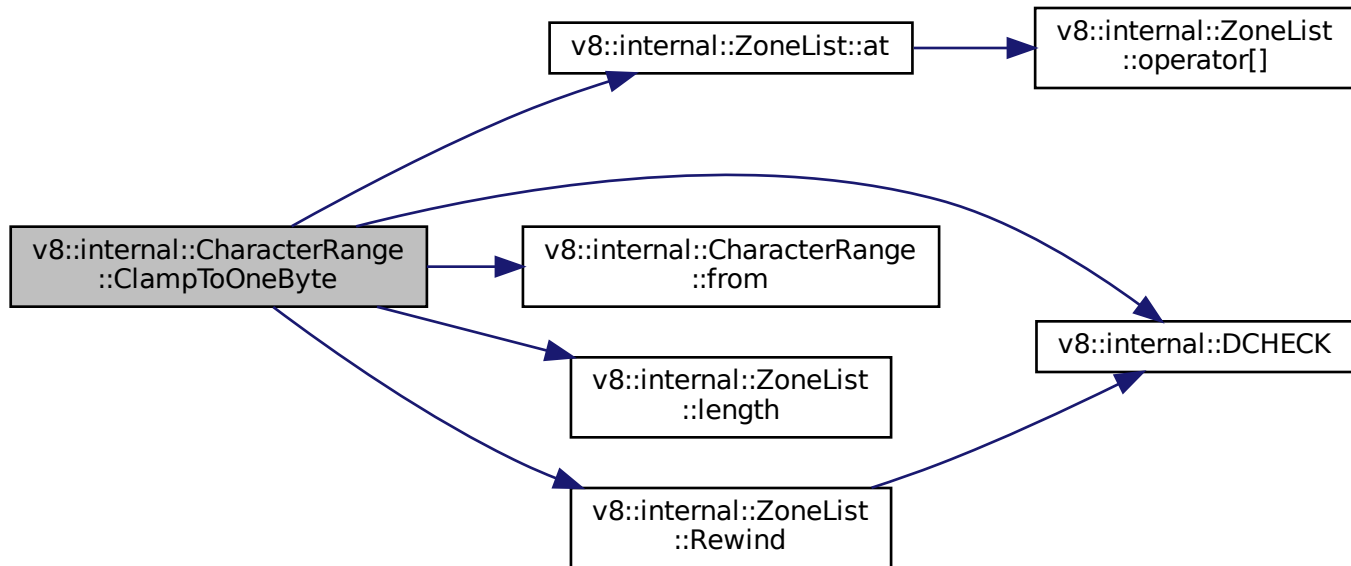 v8::internal::ZoneList::at
v8::internal::ZoneList
::operator[]
v8::internal::CharacterRange
::ClampToOneByte
v8::internal::CharacterRange
::from
v8::internal::DCHECK
v8::internal::ZoneList
::length
v8::internal::ZoneList
::Rewind